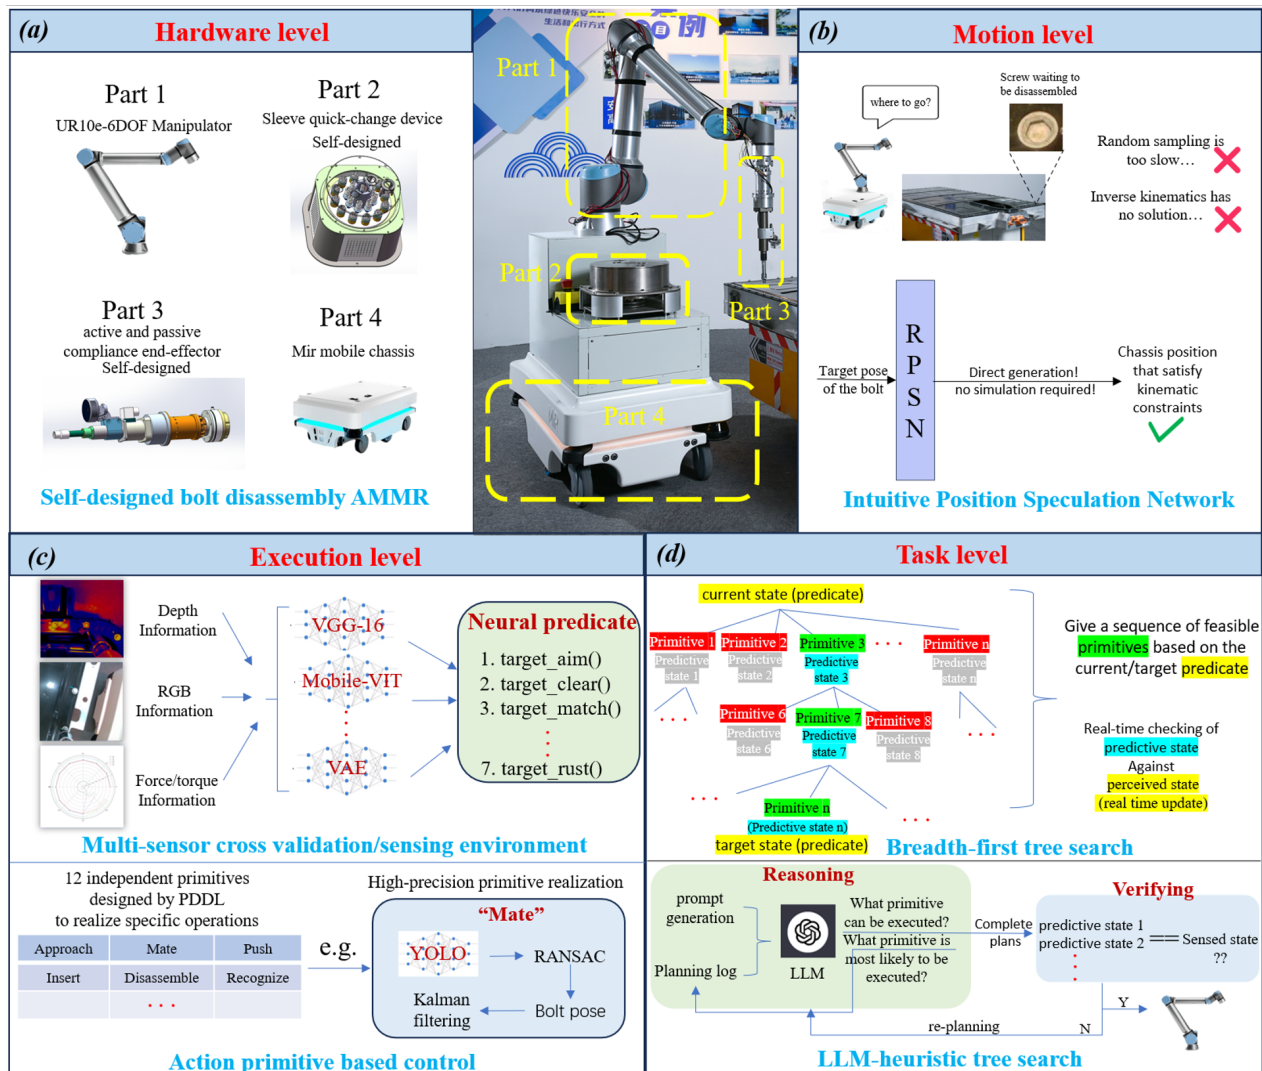 (a)
Hardware level
Part 1
UR10e-6DOF Manipulator
Part 2
Sleeve quick-change device
Self-designed
Part 3
active and passive
compliance end-effector
Self-designed
Part 4
Mir mobile chassis
Self-designed bolt disassembly AMMR
生活和出行方式
例
Part 1
Part 2
Part 3
Part 4
(b)
Motion level
where to go?
Screw waiting to
be disassembled
Random sampling is
too slow…
Inverse kinematics has
no solution…
Target pose
of the bolt
R
P
S
N
Direct generation!
no simulation required!
Chassis position
that satisfy
kinematic
constraints
Intuitive Position Speculation Network
(c)
Execution level
Depth
Information
RGB
Information
Force/torque
Information
VGG-16
Mobile-VIT
VAE
Neural predicate
1. target_aim()
2. target_clear()
3. target_match()
7. target_rust()
Multi-sensor cross validation/sensing environment
12 independent primitives
designed by PDDL
to realize specific operations
Approach Mate Push
Insert Disassemble Recognize
. . .
e.g.
High-precision primitive realization
“Mate”
YOLO
RANSAC
Kalman
filtering
Bolt pose
Action primitive based control
(d)
Task level
current state (predicate)
Primitive 1 Primitive 2 Primitive 3 . . . Primitive n
Predictive
state 1
Predictive
state 2
Predictive
state 3
Predictive
state n
. . .
Primitive 6 Primitive 7 Primitive 8
. . .
Predictive
state 6
Predictive
state 7
Predictive
state 8
. . .
Primitive n
. . .
(Predictive state n)
target state (predicate)
Give a sequence of feasible
primitives based on the
current/target predicate
Real-time checking of
predictive state
Against
perceived state
(real time update)
Breadth-first tree search
Reasoning
prompt
generation
Planning log
LLM
What primitive
can be executed?
What primitive is
most likely to be
executed?
Complete
plans
Verifying
predictive state 1
predictive state 2
== Sensed state
??
Y
N
re-planning
LLM-heuristic tree search